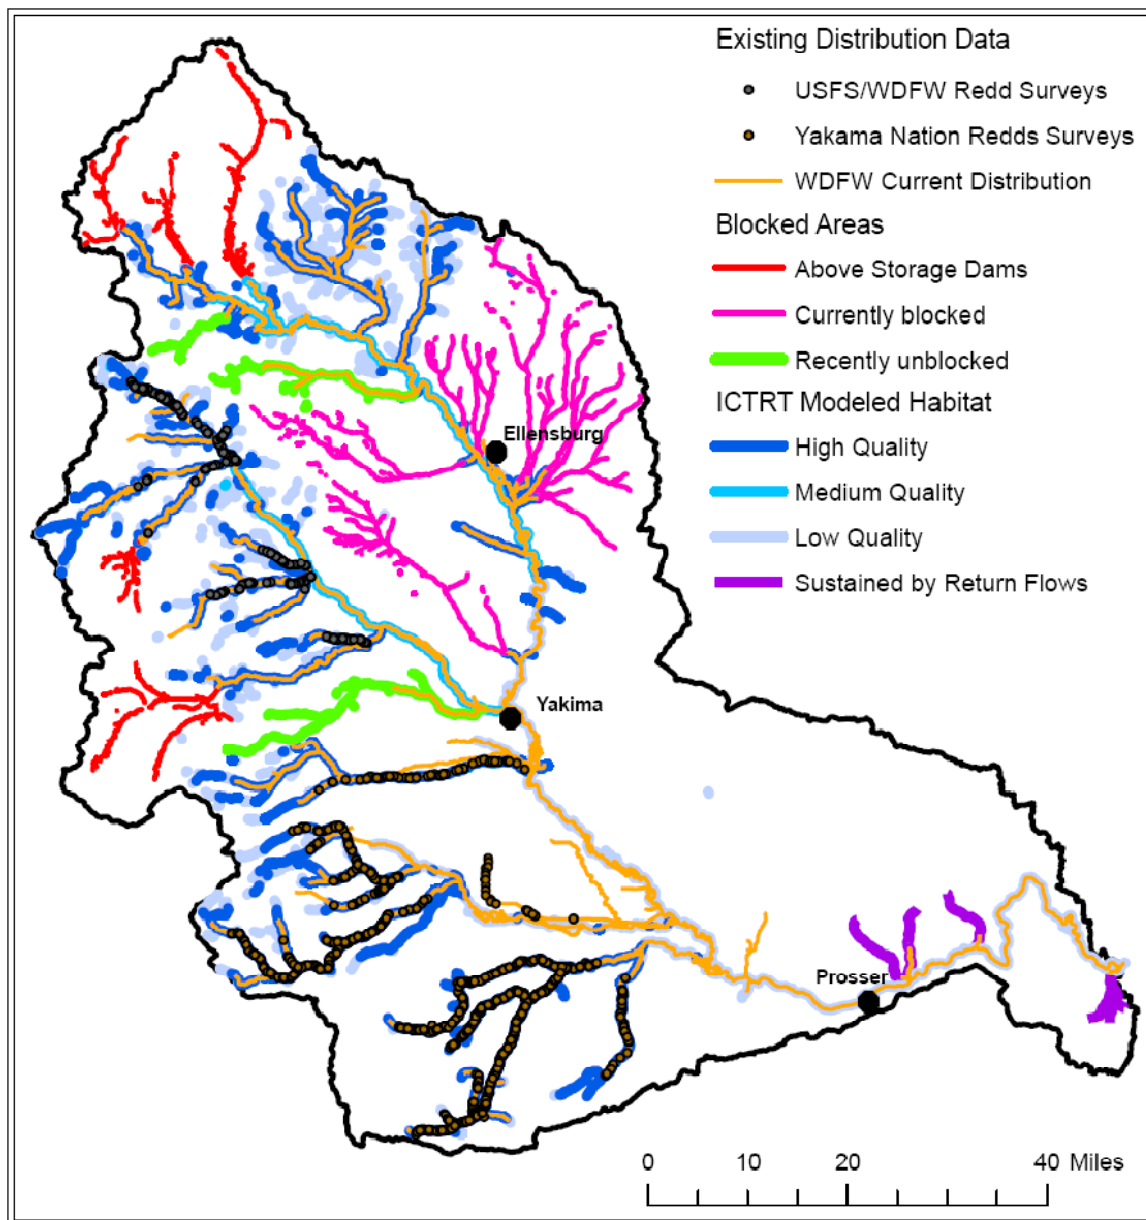 Existing Distribution Data
USFS/WDFW Redd Surveys
Yakama Nation Redds Surveys
WDFW Current Distribution
Blocked Areas
Above Storage Dams
Currently blocked
Recently unblocked
ICTRT Modeled Habitat
High Quality
Medium Quality
Low Quality
Sustained by Return Flows
Ellensburg
Yakima
Prosser
0 10 20 40 Miles